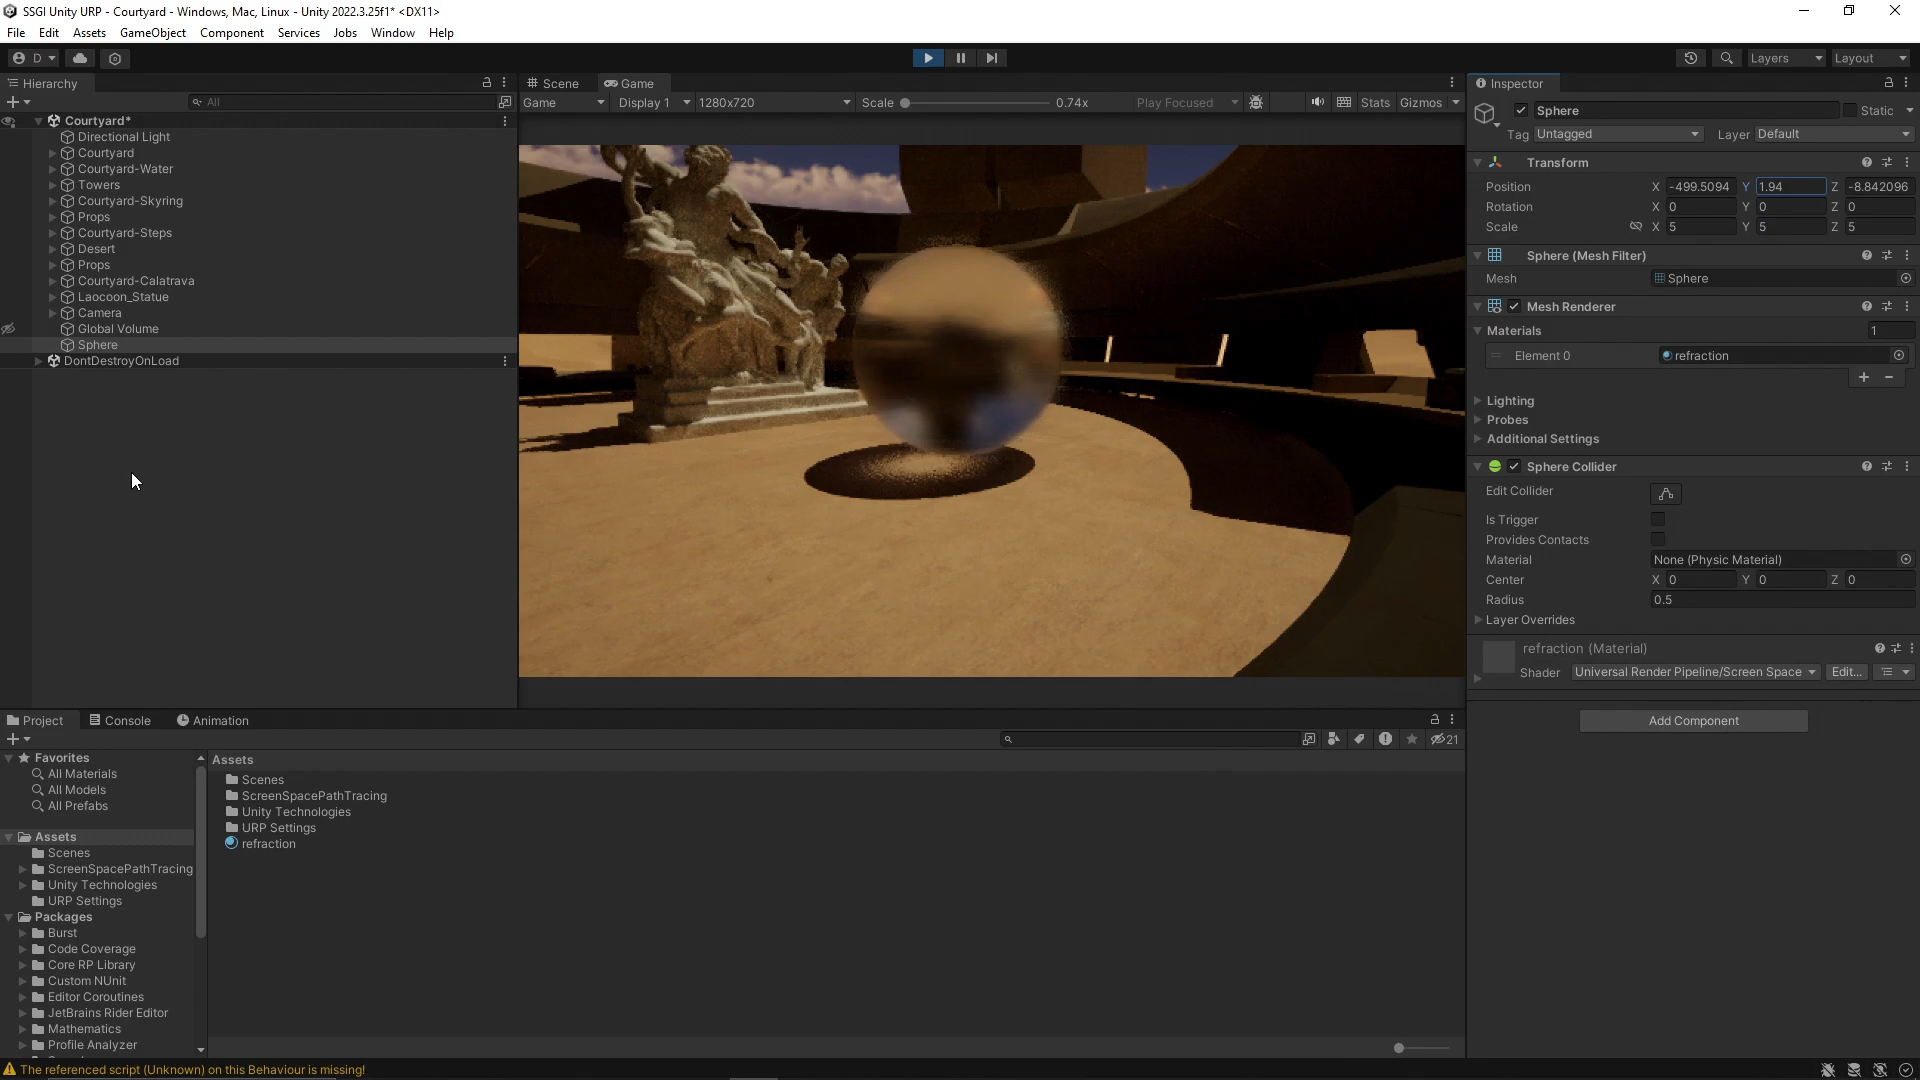 SSGI Unity URP - Courtyard - Windows, Mac, Linux - Unity 2022.3.25f1* <DX11>
File Edit Assets GameObject Component Services Jobs Window Help
D
Layers
Layout
Hierarchy
All
Courtyard*
Directional Light
Courtyard
Courtyard-Water
Towers
Courtyard-Skyring
Props
Courtyard-Steps
Desert
Props
Courtyard-Calatrava
Laocoon_Statue
Camera
Global Volume
Sphere
DontDestroyOnLoad
Scene Game
Game Display 1 1280x720 Scale 0.74x Play Focused Stats Gizmos
Inspector
Sphere Static
Tag Untagged Layer Default
Transform
Position X -499.5094 Y 1.94 Z -8.842096
Rotation X 0 Y 0 Z 0
Scale X 5 Y 5 Z 5
Sphere (Mesh Filter)
Mesh Sphere
Mesh Renderer
Materials 1
Element 0 refraction
Lighting
Probes
Additional Settings
Sphere Collider
Edit Collider
Is Trigger
Provides Contacts
Material None (Physic Material)
Center X 0 Y 0 Z 0
Radius 0.5
Layer Overrides
refraction (Material)
Shader Universal Render Pipeline/Screen Space Edit...
Add Component
Project Console Animation
21
Favorites
All Materials
All Models
All Prefabs
Assets
Scenes
ScreenSpacePathTracing
Unity Technologies
URP Settings
Packages
Burst
Code Coverage
Core RP Library
Custom NUnit
Editor Coroutines
JetBrains Rider Editor
Mathematics
Profile Analyzer
Assets
Scenes
ScreenSpacePathTracing
Unity Technologies
URP Settings
refraction
The referenced script (Unknown) on this Behaviour is missing!